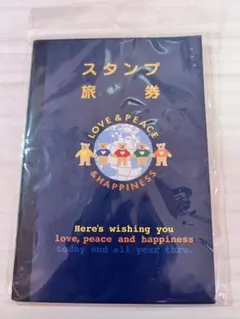 スタンプ
旅券
LOVE & PEACE
& HAPPINESS
Here's wishing you
love, peace and happiness
today and all year thru.